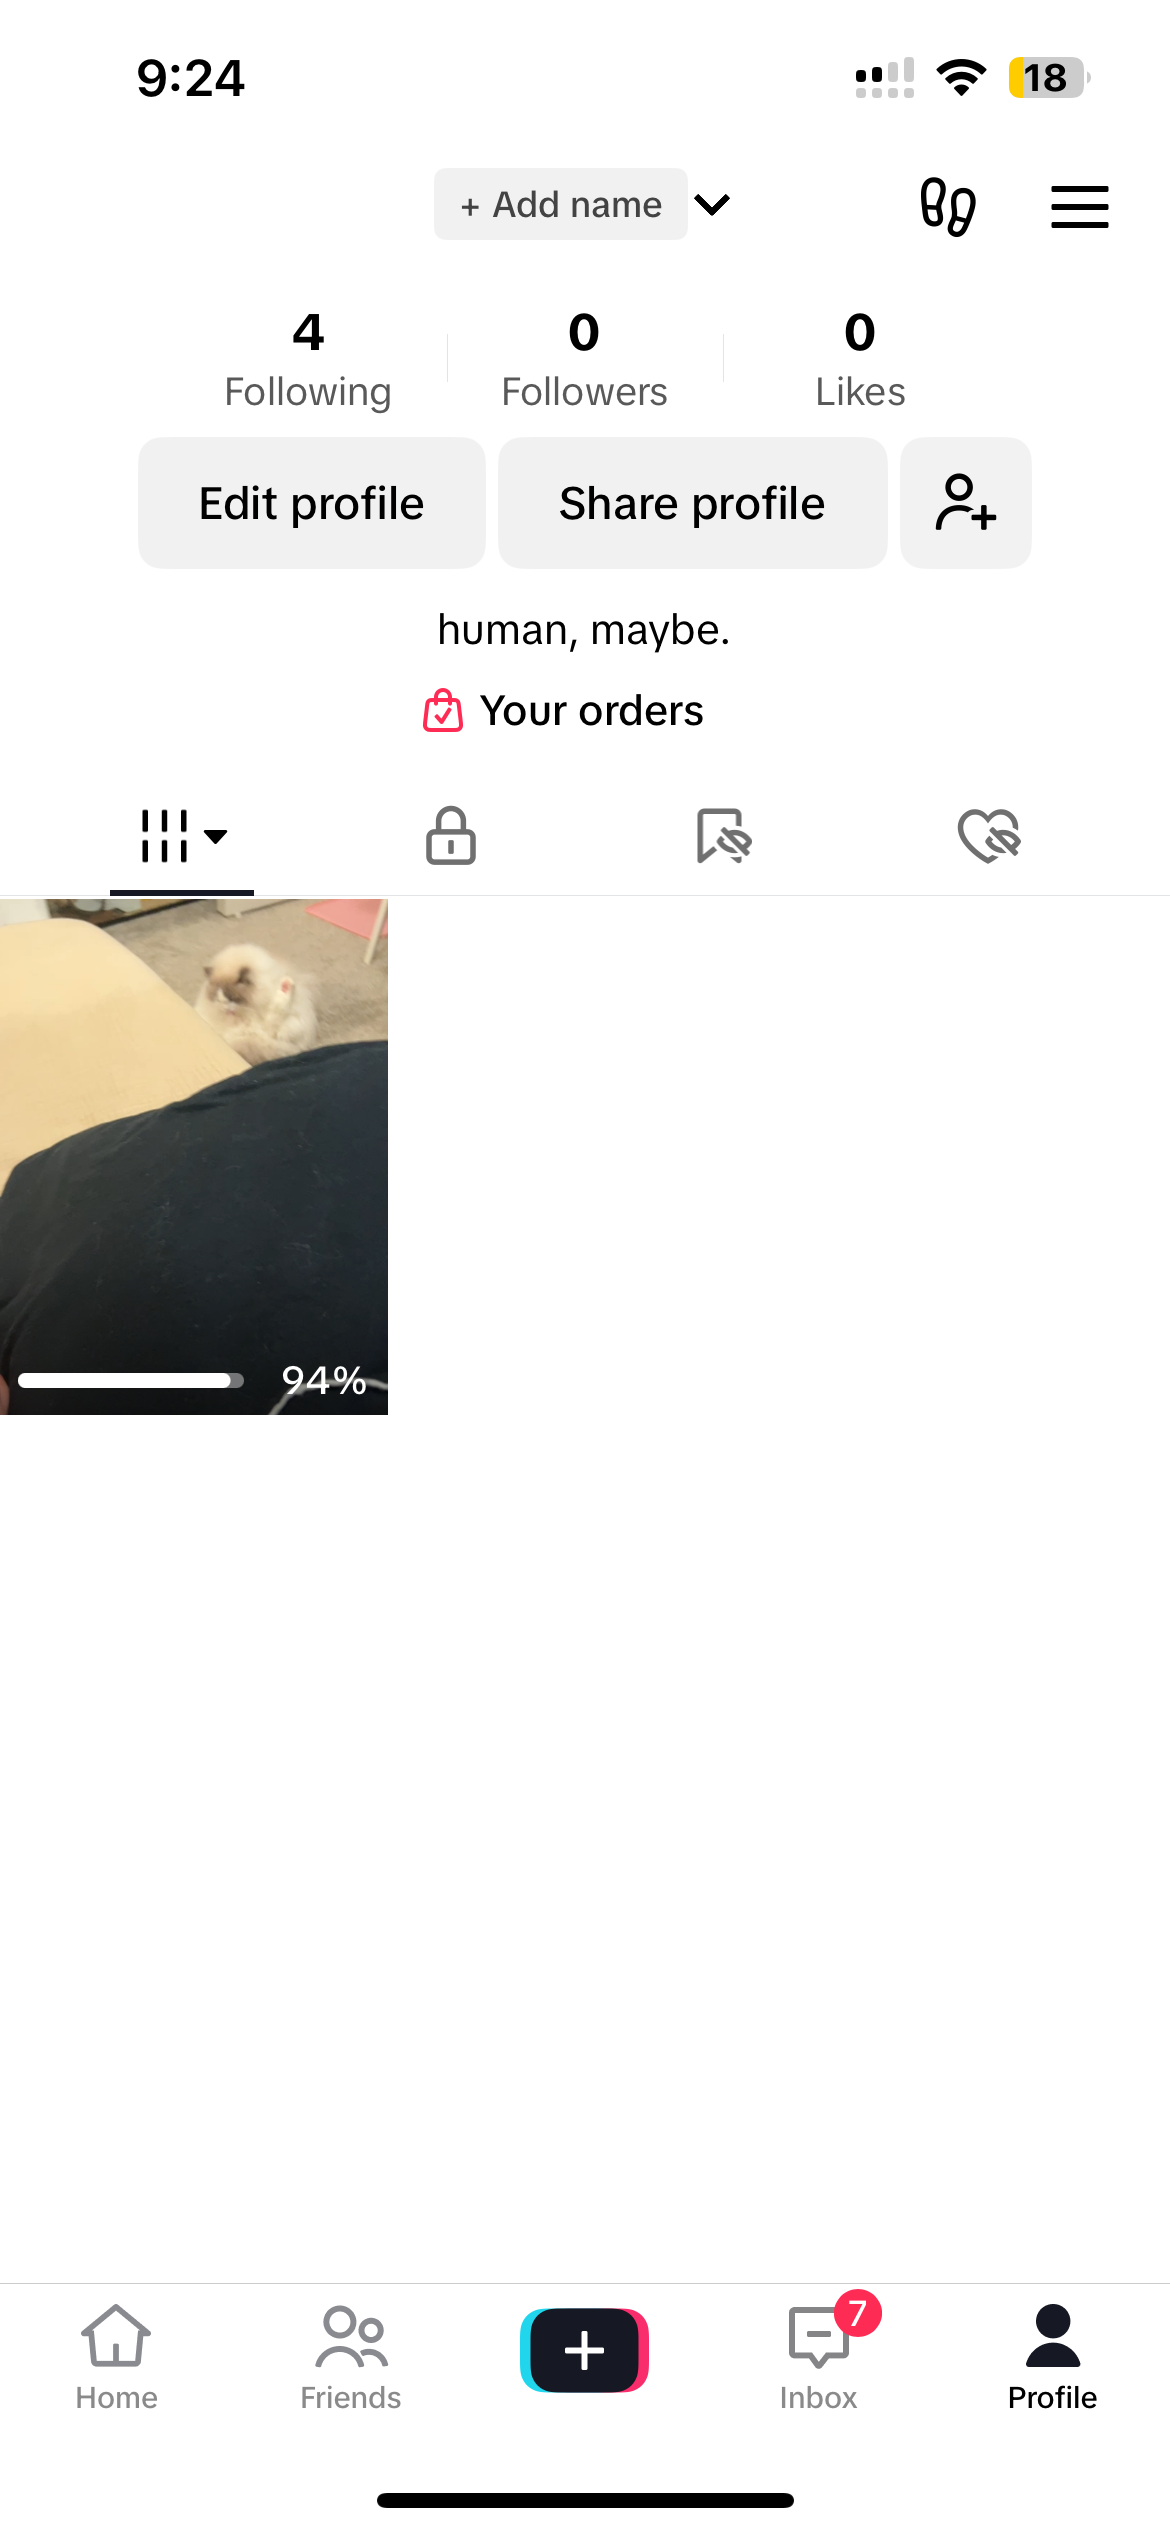 9:24
18
+ Add name
4
0
0
Following
Followers
Likes
Edit profile
Share profile
human, maybe.
Your orders
94%
7
Home
Friends
Inbox
Profile